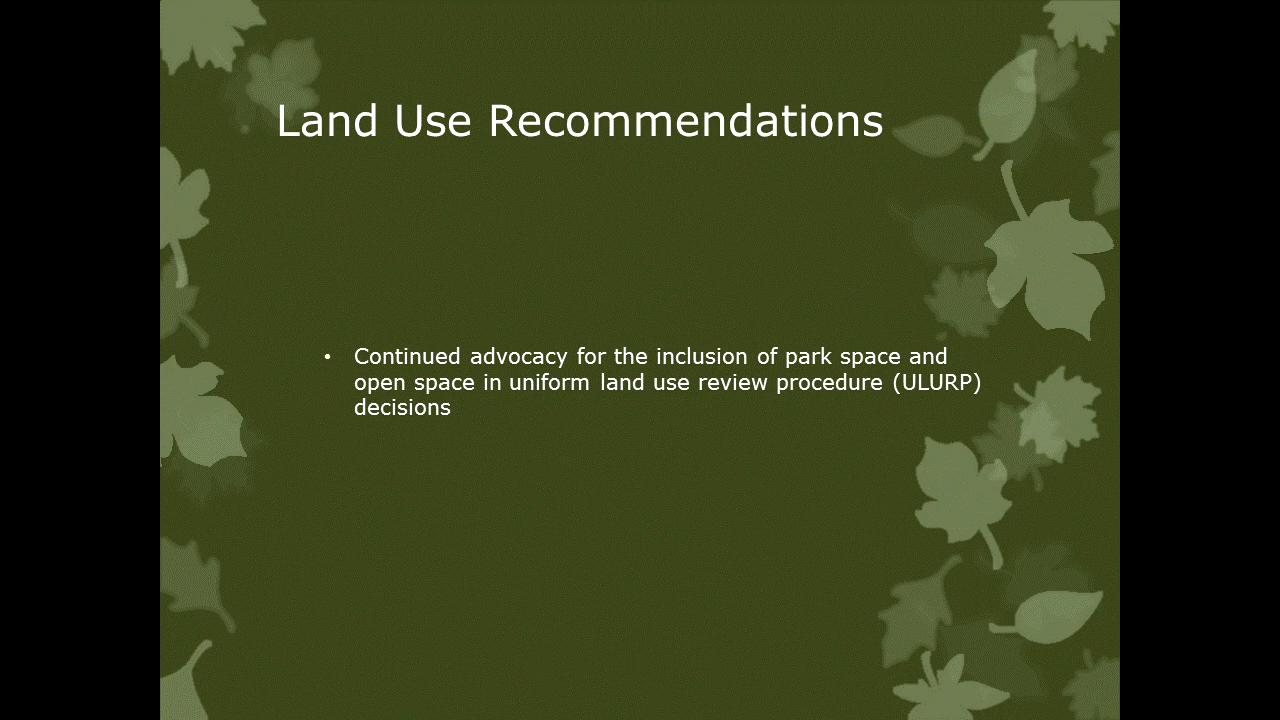 Land Use Recommendations
• Continued advocacy for the inclusion of park space and
open space in uniform land use review procedure (ULURP)
decisions